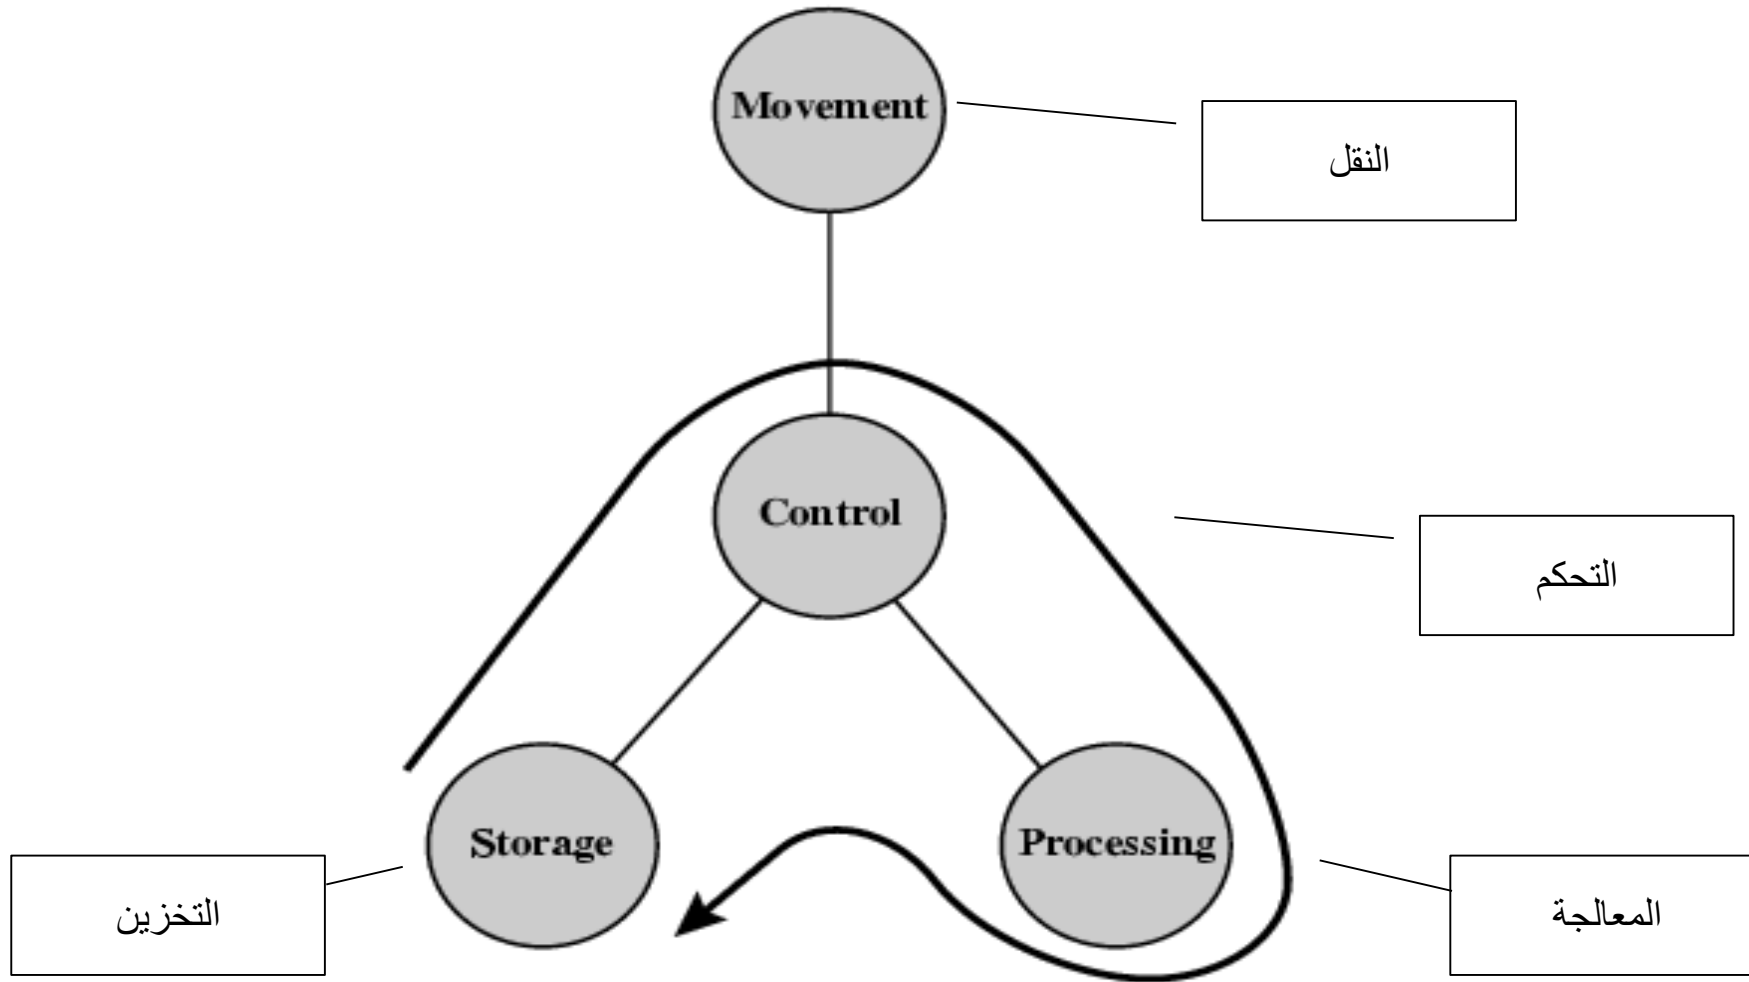 Movement
النقل
Control
التحكم
Storage
Processing
التخزين
المعالجة